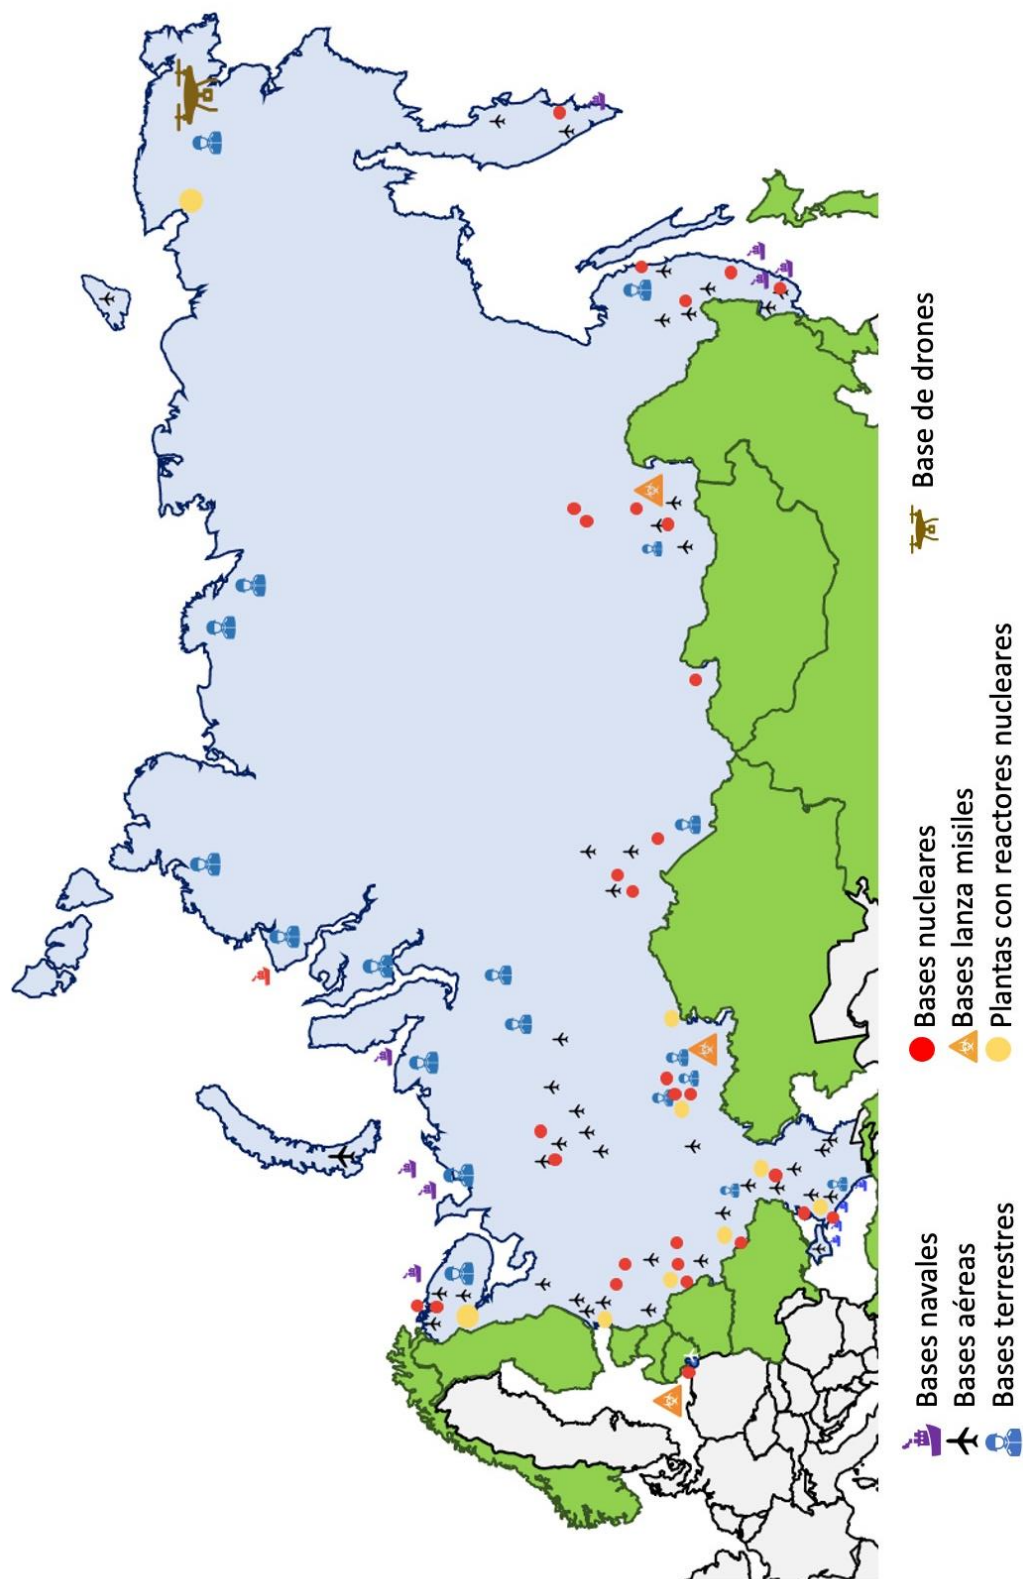 Bases navales
Bases aéreas
Bases terrestres
Bases nucleares
Bases lanza misiles
Plantas con reactores nucleares
Base de drones